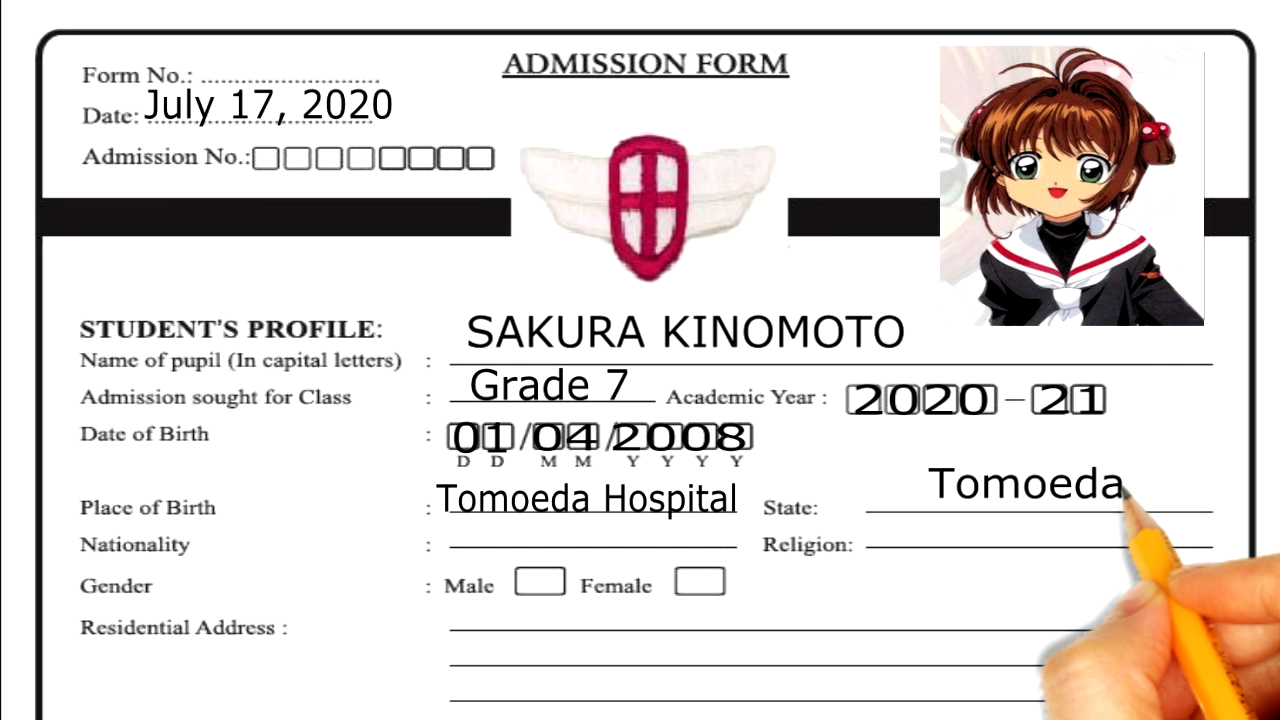 ADMISSION FORM
Form No.: ...........................
Date: July 17, 2020
Admission No.:
STUDENT'S PROFILE:
Name of pupil (In capital letters) : SAKURA KINOMOTO
Admission sought for Class : Grade 7 Academic Year : 2020 – 21
Date of Birth : 01 / 04 / 2008
D D M M Y Y Y Y
Place of Birth : Tomoeda Hospital State: Tomoeda
Nationality : Religion:
Gender : Male Female
Residential Address :